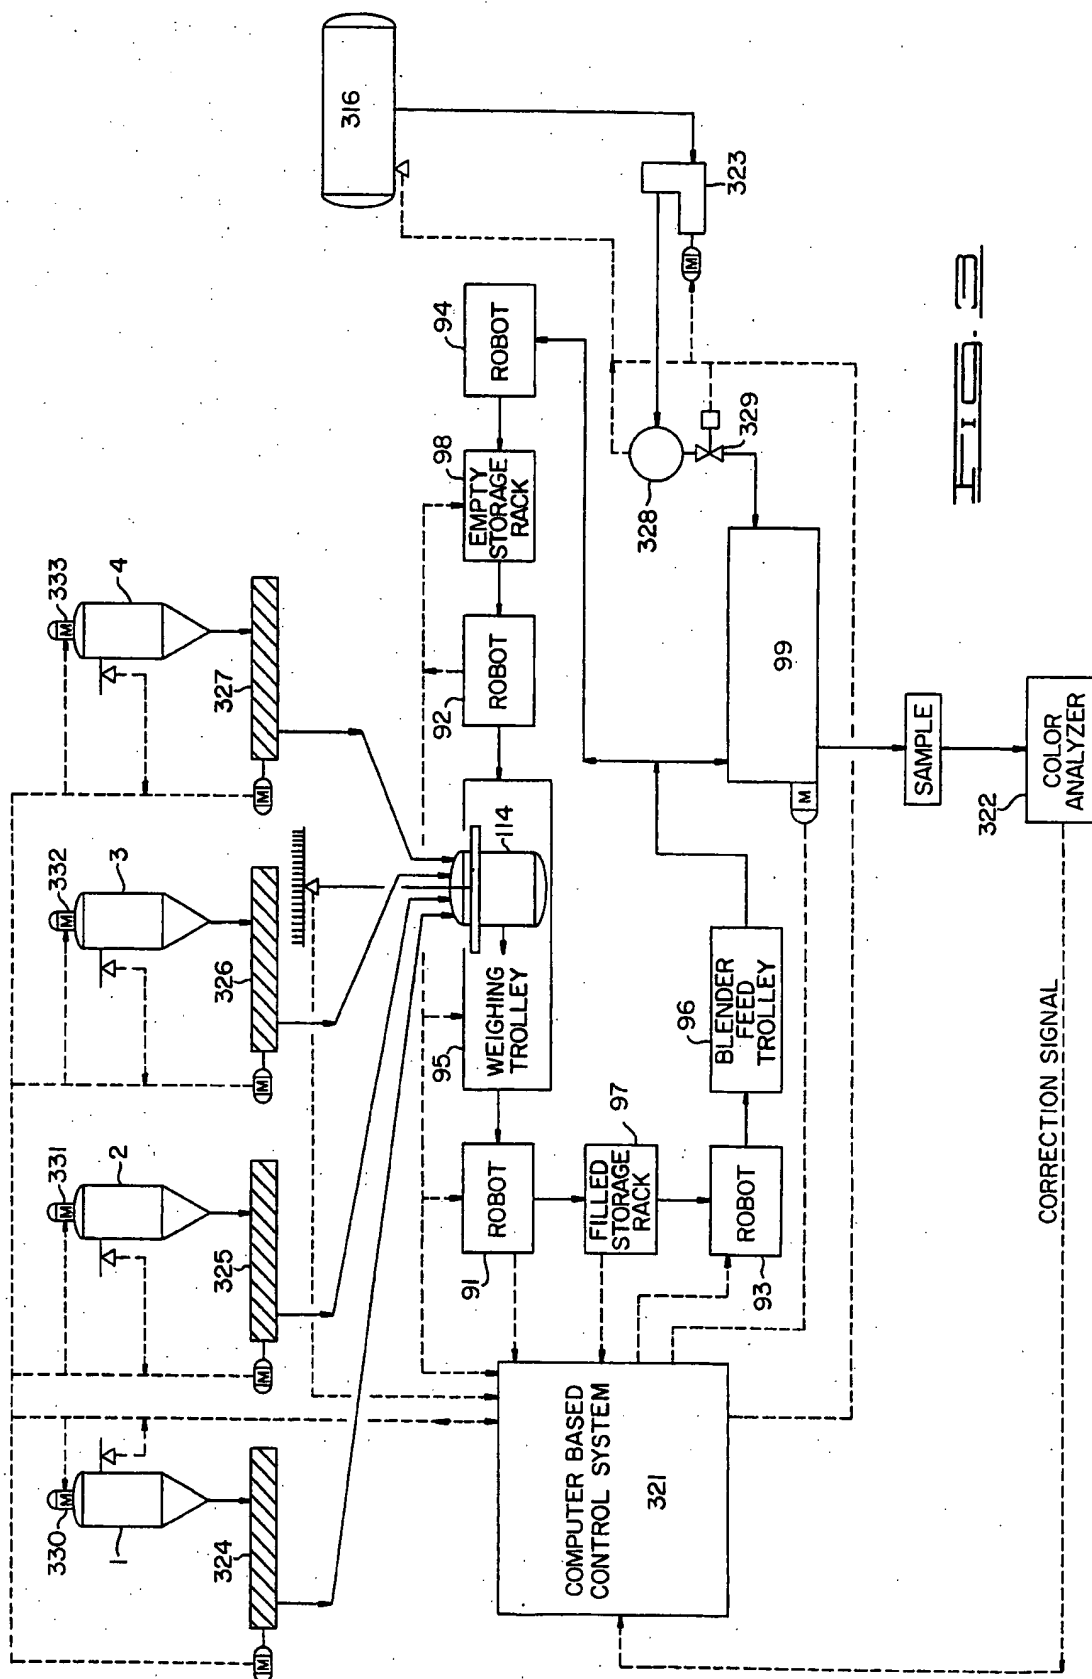 333
M
4
327
M
332
M
3
326
M
331
M
2
325
M
330
M
1
324
M
316
323
M
94
ROBOT
98
EMPTY
STORAGE
RACK
92
ROBOT
114
95
WEIGHING
TROLLEY
91
ROBOT
97
FILLED
STORAGE
RACK
93
ROBOT
96
BLENDER
FEED
TROLLEY
328
329
99
M
SAMPLE
322
COLOR
ANALYZER
CORRECTION SIGNAL
COMPUTER BASED
CONTROL SYSTEM
321
FIG. 3